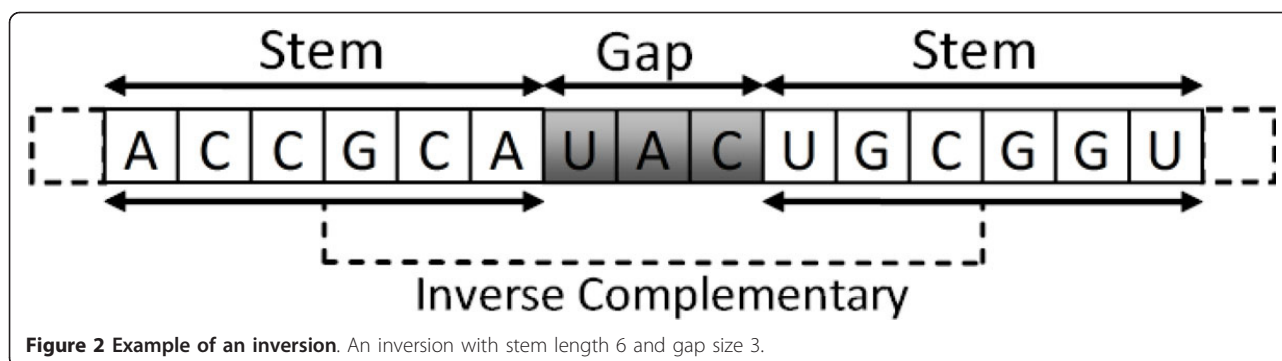 Stem Gap Stem
A C C G C A U A C U G C G G U
Inverse Complementary
Figure 2 Example of an inversion. An inversion with stem length 6 and gap size 3.